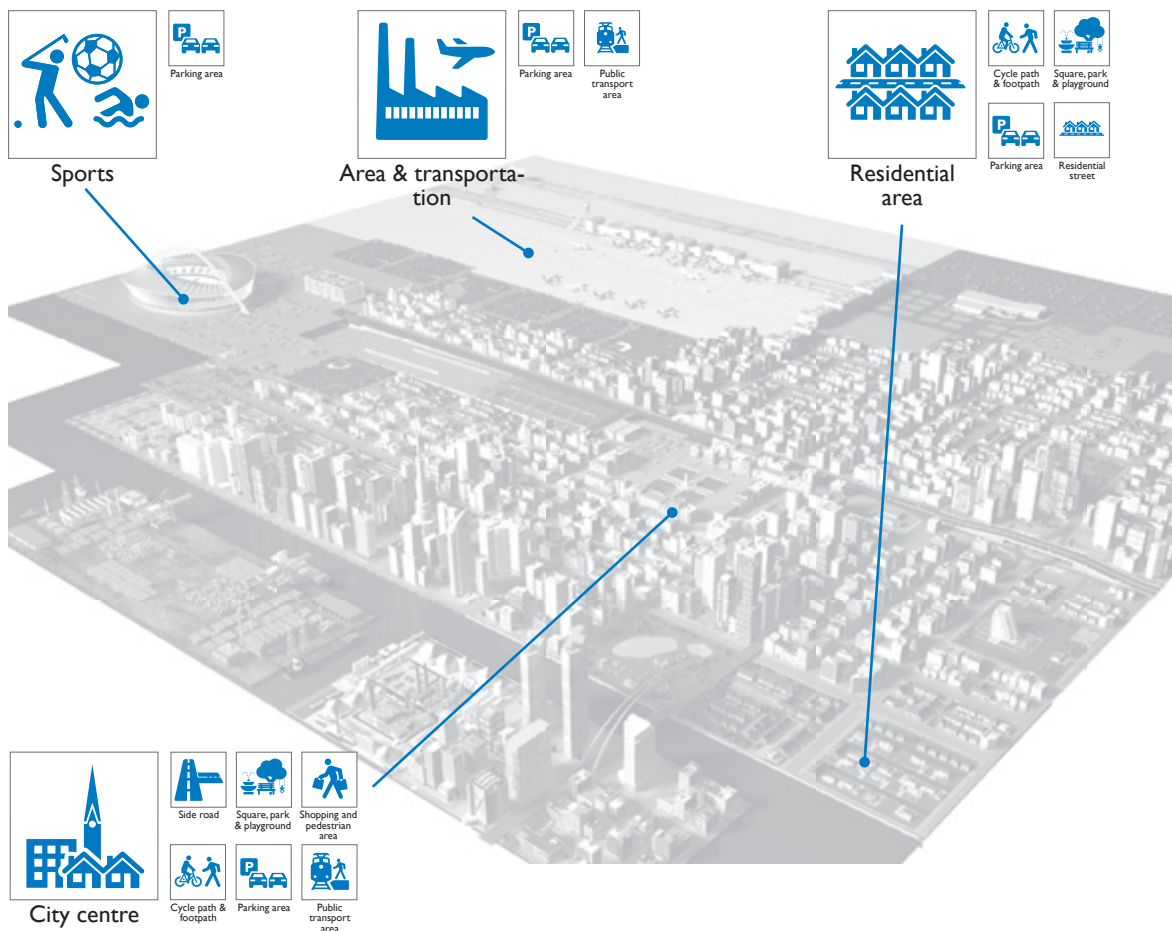 P
Parking area
Sports
P
Parking area
Public
transport
area
Area & transporta-
tion
Cycle path
& footpath
Square, park
& playground
P
Parking area
Residential
street
Residential
area
Side road
Square, park
& playground
Shopping and
pedestrian
area
Cycle path &
footpath
P
Parking area
Public
transport
area
City centre